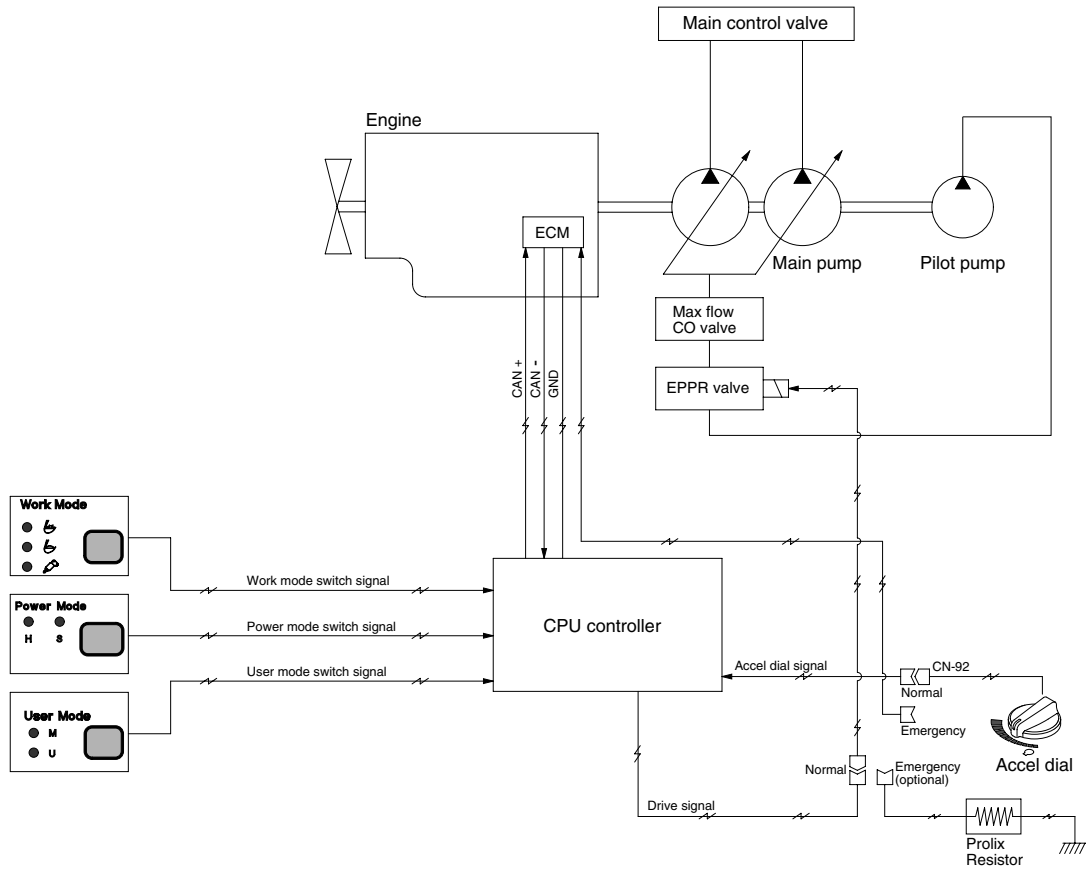 Main control valve
Engine
ECM
Main pump
Pilot pump
Max flow
CO valve
EPPR valve
CAN +
CAN -
GND
Work Mode
Work mode switch signal
Power Mode
H S
Power mode switch signal
CPU controller
User mode switch signal
User Mode
M
U
Accel dial signal
CN-92
Normal
Emergency
Accel dial
Normal
Emergency
(optional)
Drive signal
Prolix
Resistor